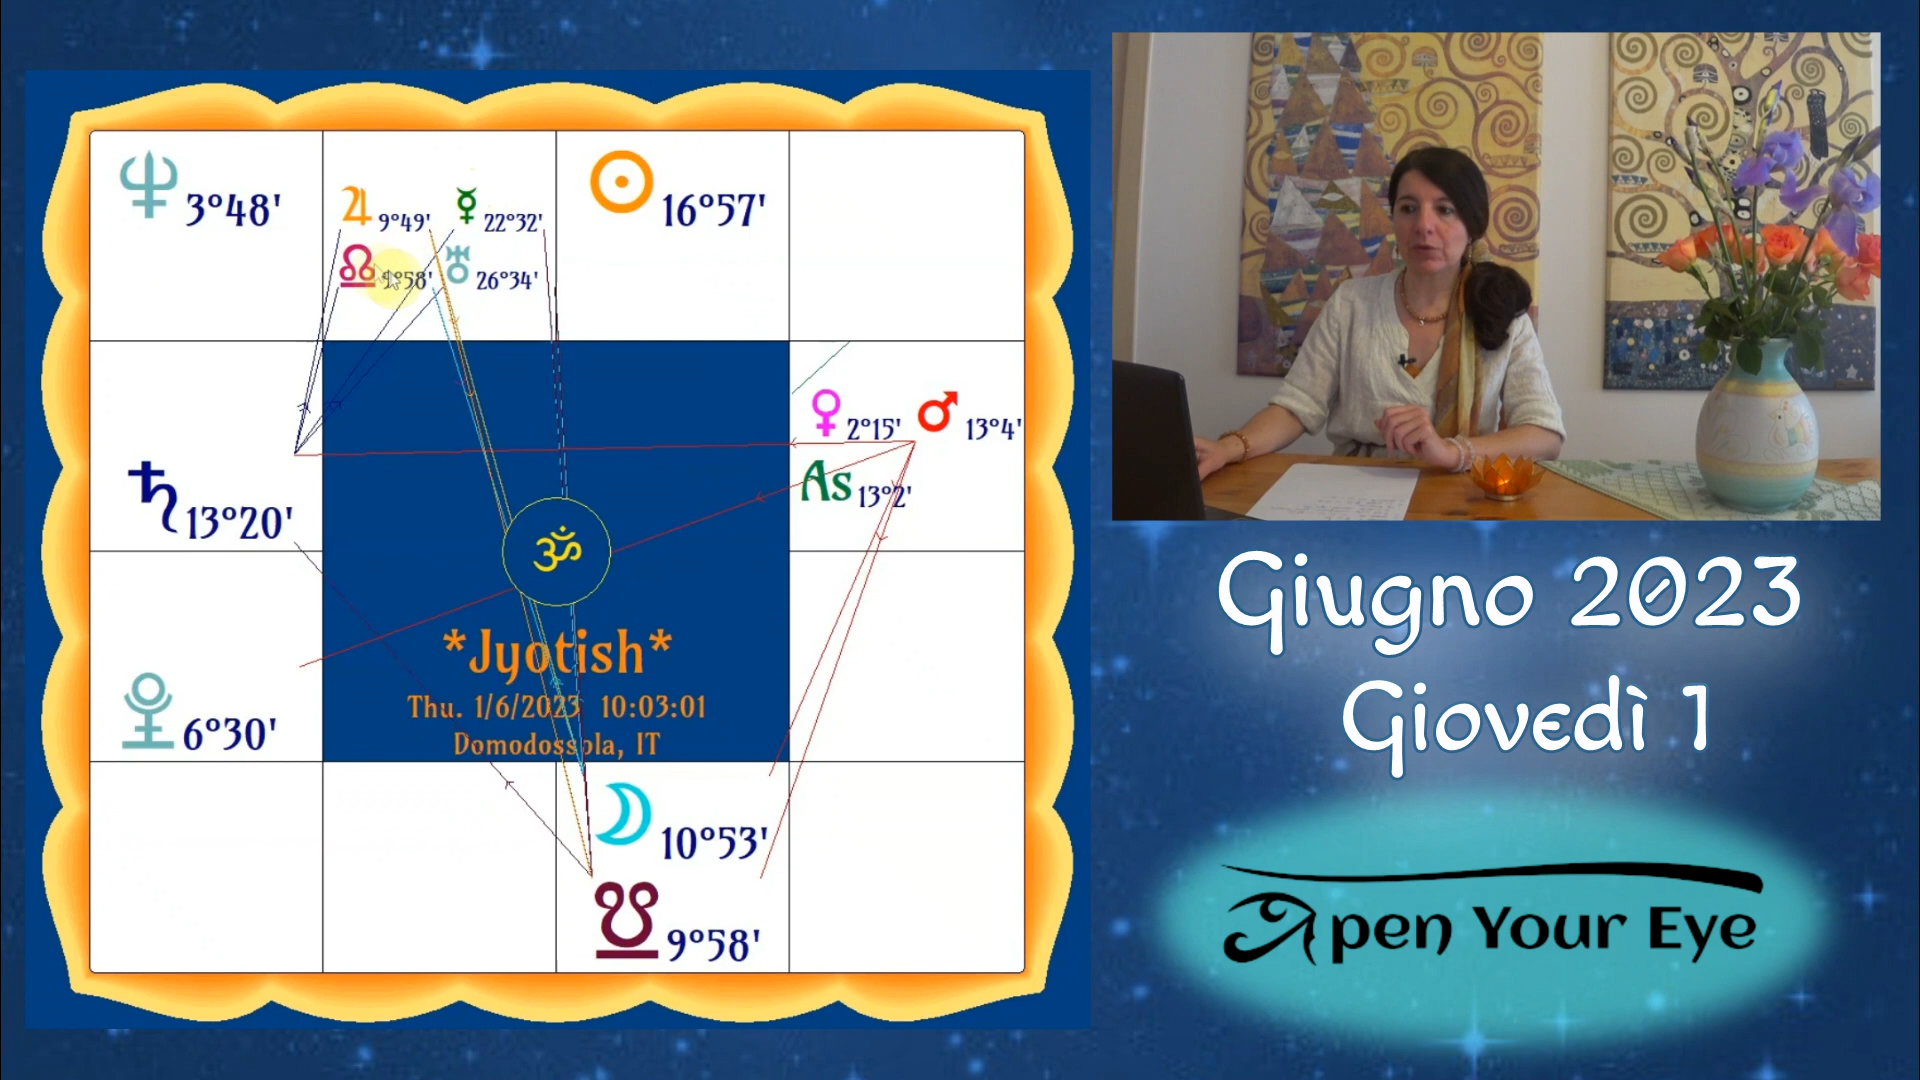 3°48'
9°49' 22°32'
26°34'
16°57'
2°15' 13°4'
As 13°2'
13°20'
ॐ
*Jyotish*
Thu. 1/6/2023 10:03:01
Domodossola, IT
6°30'
10°53'
9°58'
Giugno 2023
Giovedì 1
Open Your Eye